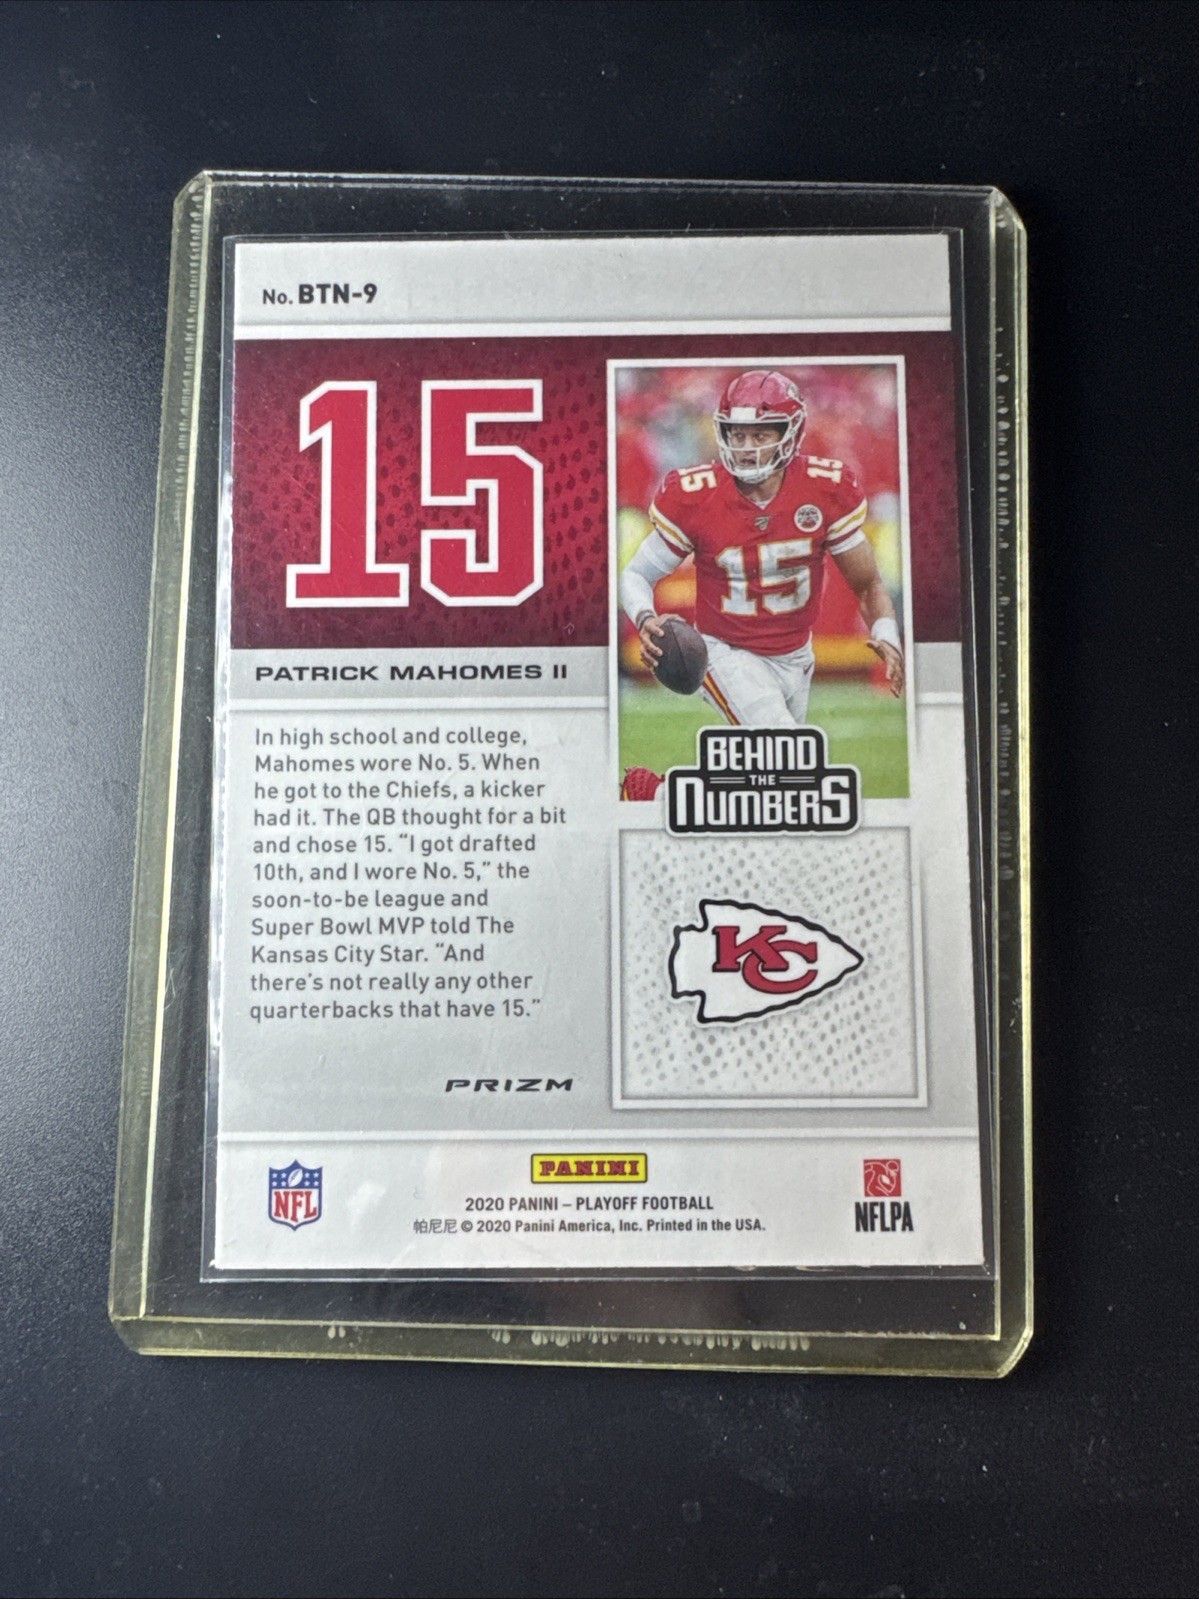 No. BTN-9
15
15
15
15
PATRICK MAHOMES II
BEHIND
THE
NUMBERS
In high school and college,
Mahomes wore No. 5. When
he got to the Chiefs, a kicker
had it. The QB thought for a bit
and chose 15. “I got drafted
10th, and I wore No. 5,” the
soon-to-be league and
Super Bowl MVP told The
Kansas City Star. “And
there’s not really any other
quarterbacks that have 15.”
KC
PRIZM
NFL
PANINI
2020 PANINI – PLAYOFF FOOTBALL
帕尼尼 © 2020 Panini America, Inc. Printed in the USA.
NFLPA